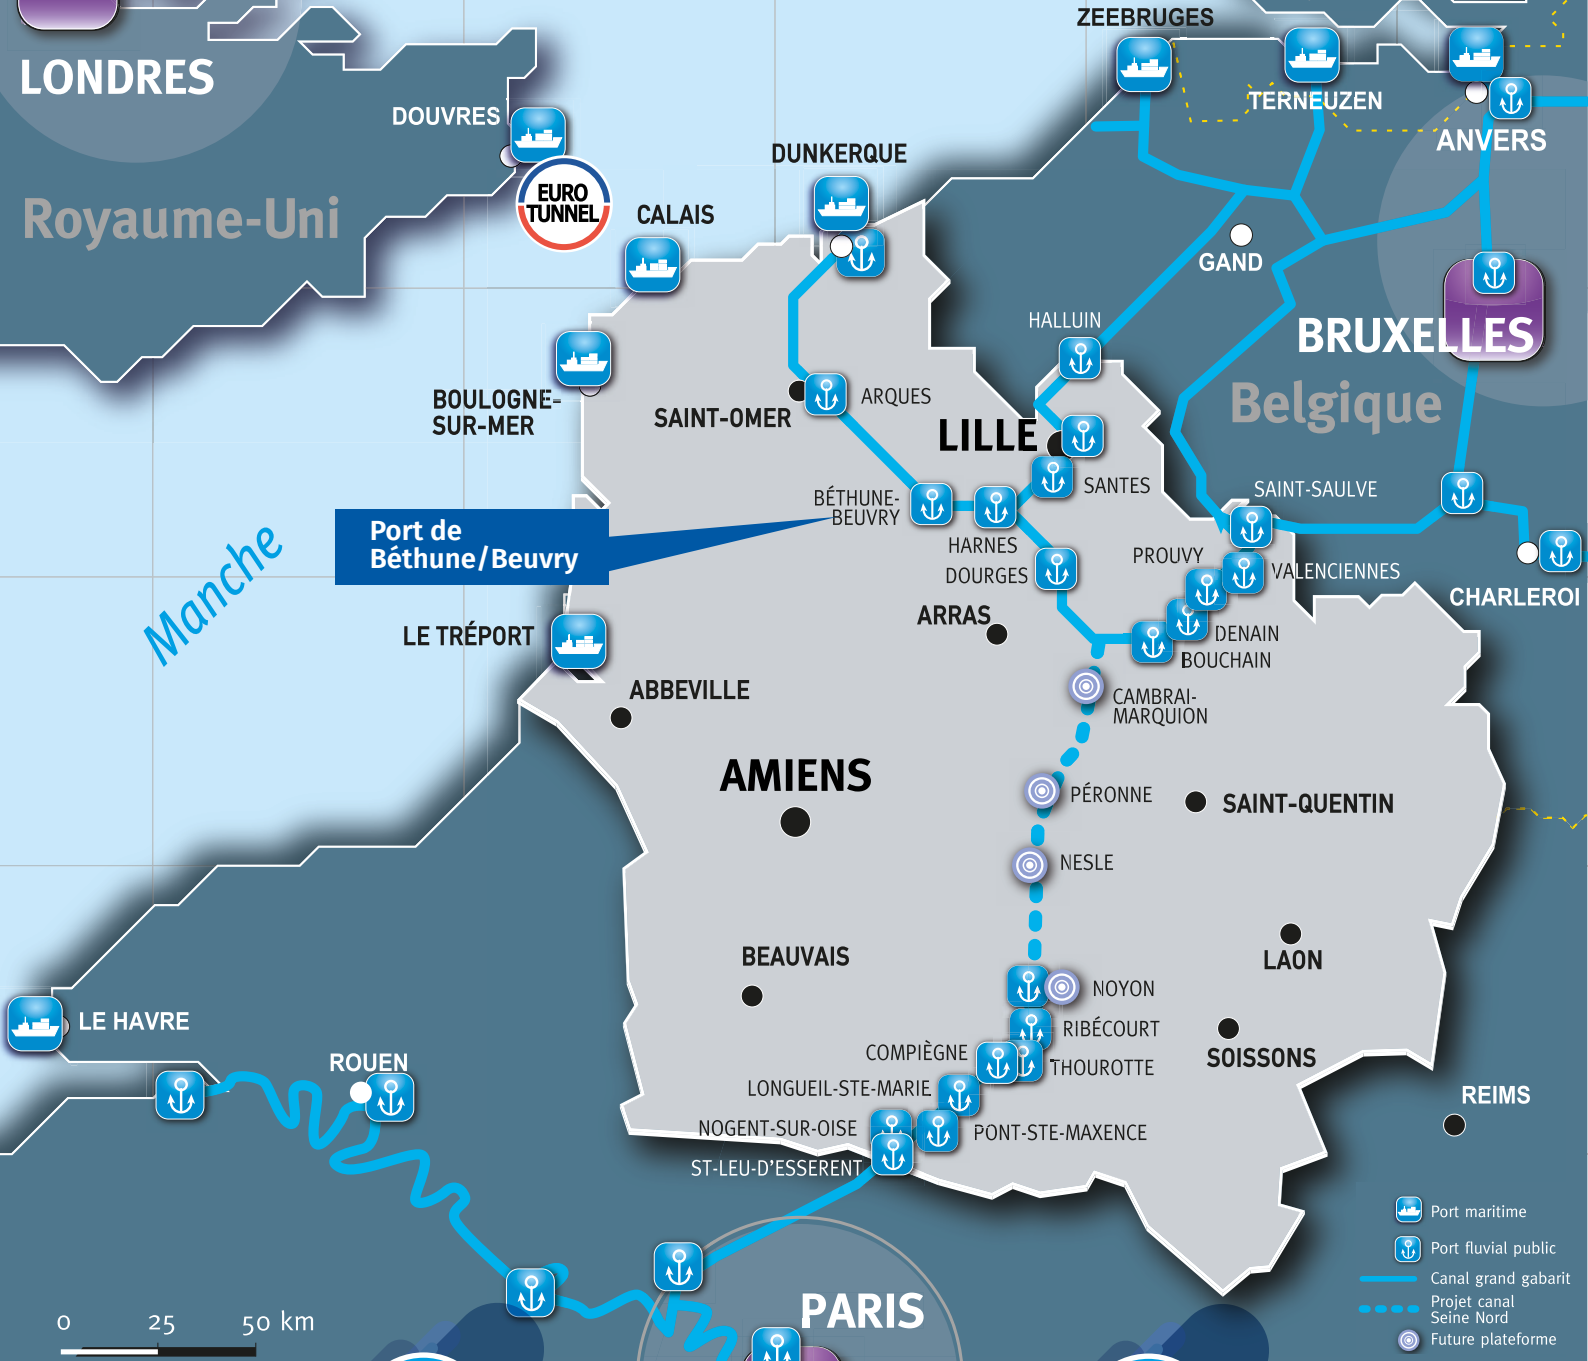 ZEEBRUGES
LONDRES
DOUVRES
TERNEUZEN
ANVERS
DUNKERQUE
Royaume-Uni
EURO
TUNNEL
CALAIS
GAND
HALLUIN
BRUXELLES
BOULOGNE-
SUR-MER
SAINT-OMER
ARQUES
Belgique
LILLE
SANTES
SAINT-SAULVE
BÉTHUNE-
BEUVRY
Port de
Béthune/Beuvry
HARNES
DOURGES
PROUVY
VALENCIENNES
CHARLEROI
Manche
ARRAS
LE TRÉPORT
DENAIN
BOUCHAIN
ABBEVILLE
CAMBRAI-
MARQUION
AMIENS
PÉRONNE
SAINT-QUENTIN
NESLE
BEAUVAIS
LAON
NOYON
LE HAVRE
RIBÉCOURT
ROUEN
COMPIÈGNE
THOUROTTE
SOISSONS
LONGUEIL-STE-MARIE
REIMS
NOGENT-SUR-OISE
PONT-STE-MAXENCE
ST-LEU-D'ESSERENT
PARIS
0 25 50 km
Port maritime
Port fluvial public
Canal grand gabarit
Projet canal
Seine Nord
Future plateforme